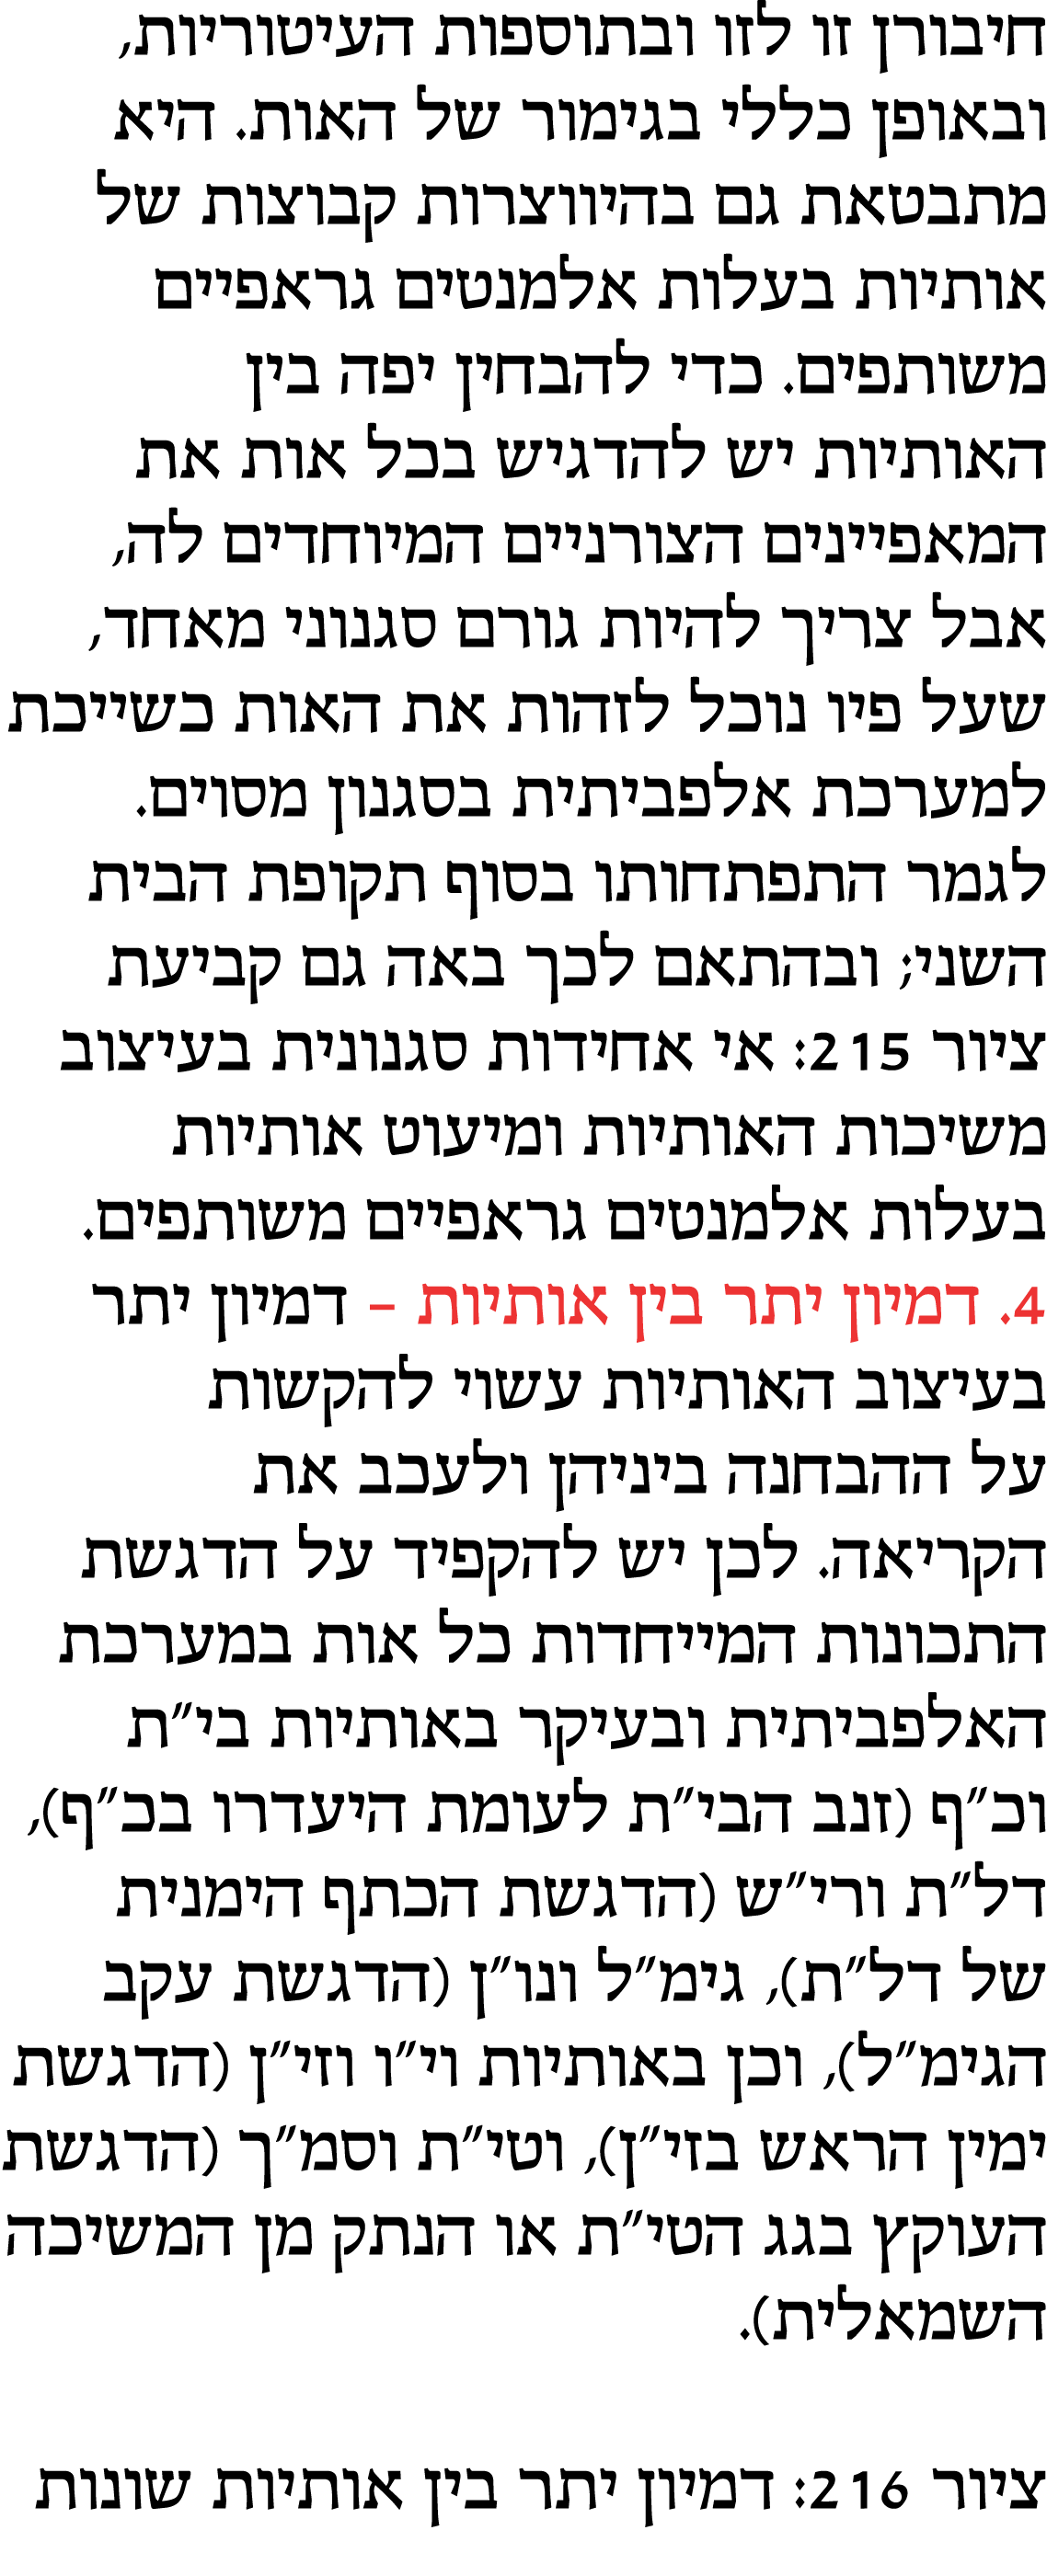 חיבורן זו לזו ובתוספות העיטוריות,
ובאופן כללי בגימור של האות. היא
מתבטאת גם בהיווצרות קבוצות של
אותיות בעלות אלמנטים גראפיים
משותפים. כדי להבחין יפה בין
האותיות יש להדגיש בכל אות את
המאפיינים הצורניים המיוחדים לה,
אבל צריך להיות גורם סגנוני מאחד,
שעל פיו נוכל לזהות את האות כשייכת
למערכת אלפביתית בסגנון מסוים.
לגמר התפתחותו בסוף תקופת הבית
השני; ובהתאם לכך באה גם קביעת
ציור 215: אי אחידות סגנונית בעיצוב
משיכות האותיות ומיעוט אותיות
בעלות אלמנטים גראפיים משותפים.
4. דמיון יתר בין אותיות – דמיון יתר
בעיצוב האותיות עשוי להקשות
על ההבחנה ביניהן ולעכב את
הקריאה. לכן יש להקפיד על הדגשת
התכונות המייחדות כל אות במערכת
האלפביתית ובעיקר באותיות בי"ת
וכ"ף (זנב הבי"ת לעומת היעדרו בכ"ף),
דל"ת ורי"ש (הדגשת הכתף הימנית
של דל"ת), גימ"ל ונו"ן (הדגשת עקב
הגימ"ל), וכן באותיות וי"ו וזי"ן (הדגשת
ימין הראש בזי"ן), וטי"ת וסמ"ך (הדגשת
העוקץ בגג הטי"ת או הנתק מן המשיכה
השמאלית).
ציור 216: דמיון יתר בין אותיות שונות